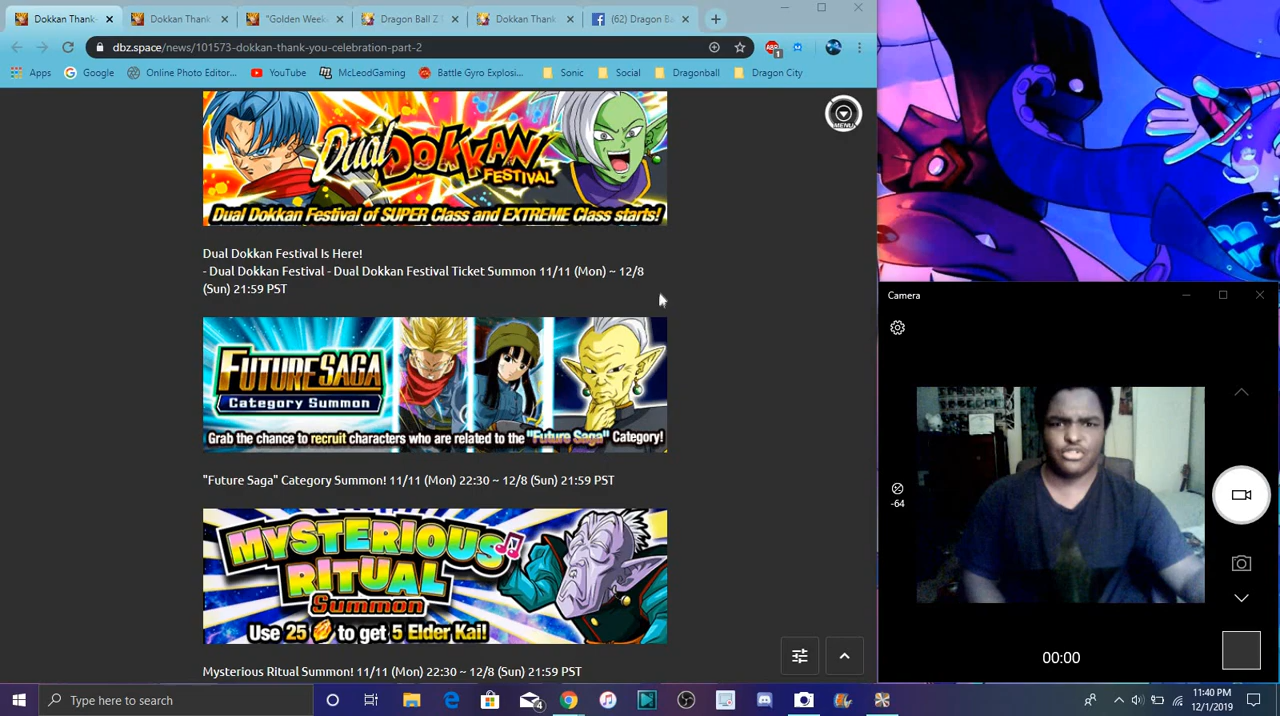 Dokkan Thank-
Dokkan Thank
"Golden Week
Dragon Ball Z
Dokkan Thank
(62) Dragon Ba
dbz.space/news/101573-dokkan-thank-you-celebration-part-2
ABP
1
Apps
Google
Online Photo Editor...
YouTube
McLeodGaming
Battle Gyro Explosi...
Sonic
Social
Dragonball
Dragon City
MENU
Dual DOKKAN
FESTIVAL
Dual Dokkan Festival of SUPER Class and EXTREME Class starts!
Dual Dokkan Festival Is Here!
- Dual Dokkan Festival - Dual Dokkan Festival Ticket Summon 11/11 (Mon) ~ 12/8
(Sun) 21:59 PST
FUTURE SAGA
Category Summon
Grab the chance to recruit characters who are related to the "Future Saga" Category!
"Future Saga" Category Summon! 11/11 (Mon) 22:30 ~ 12/8 (Sun) 21:59 PST
MYSTERIOUS
RITUAL
Summon
Use 25 to get 5 Elder Kai!
Mysterious Ritual Summon! 11/11 (Mon) 22:30 ~ 12/8 (Sun) 21:59 PST
Camera
-64
00:00
Type here to search
4
11:40 PM
12/1/2019